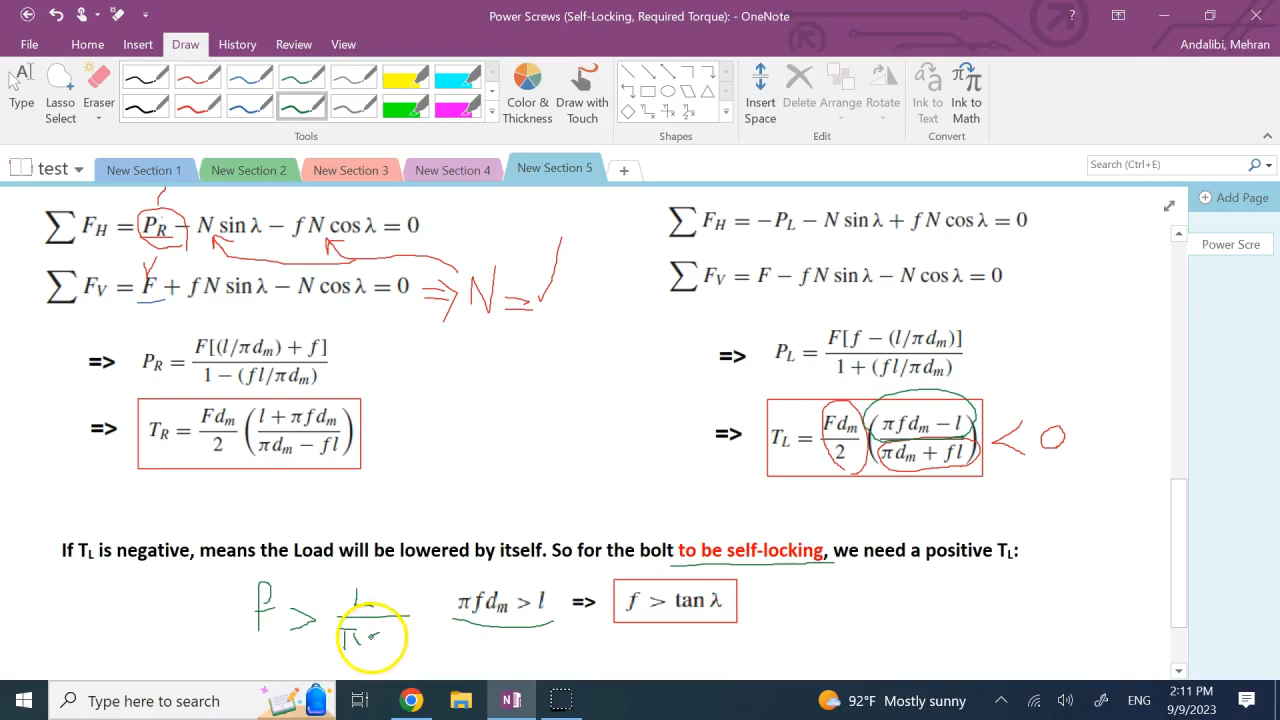 Power Screws (Self-Locking, Required Torque): - OneNote
File Home Insert Draw History Review View
Andalibi, Mehran
Type Lasso Select Eraser Color & Thickness Draw with Touch Insert Space Delete Arrange Rotate Ink to Text Ink to Math
Tools Shapes Edit Convert
test New Section 1 New Section 2 New Section 3 New Section 4 New Section 5 +
Search (Ctrl+E)
Add Page
Power Scre
∑ F_H = P_R − N sin λ − f N cos λ = 0
∑ F_V = F + f N sin λ − N cos λ = 0 ⇒ N = ✓
=> P_R = F[(l/πd_m) + f] / 1 − (fl/πd_m)
=> T_R = Fd_m/2 (l + πfd_m / πd_m − fl)
∑ F_H = −P_L − N sin λ + f N cos λ = 0
∑ F_V = F − f N sin λ − N cos λ = 0
=> P_L = F[f − (l/πd_m)] / 1 + (fl/πd_m)
=> T_L = Fd_m/2 (πfd_m − l / πd_m + fl) < 0
If T_L is negative, means the Load will be lowered by itself. So for the bolt to be self-locking, we need a positive T_L:
f > L / π
πfd_m > l => f > tan λ
Type here to search
92°F Mostly sunny
ENG
2:11 PM
9/9/2023